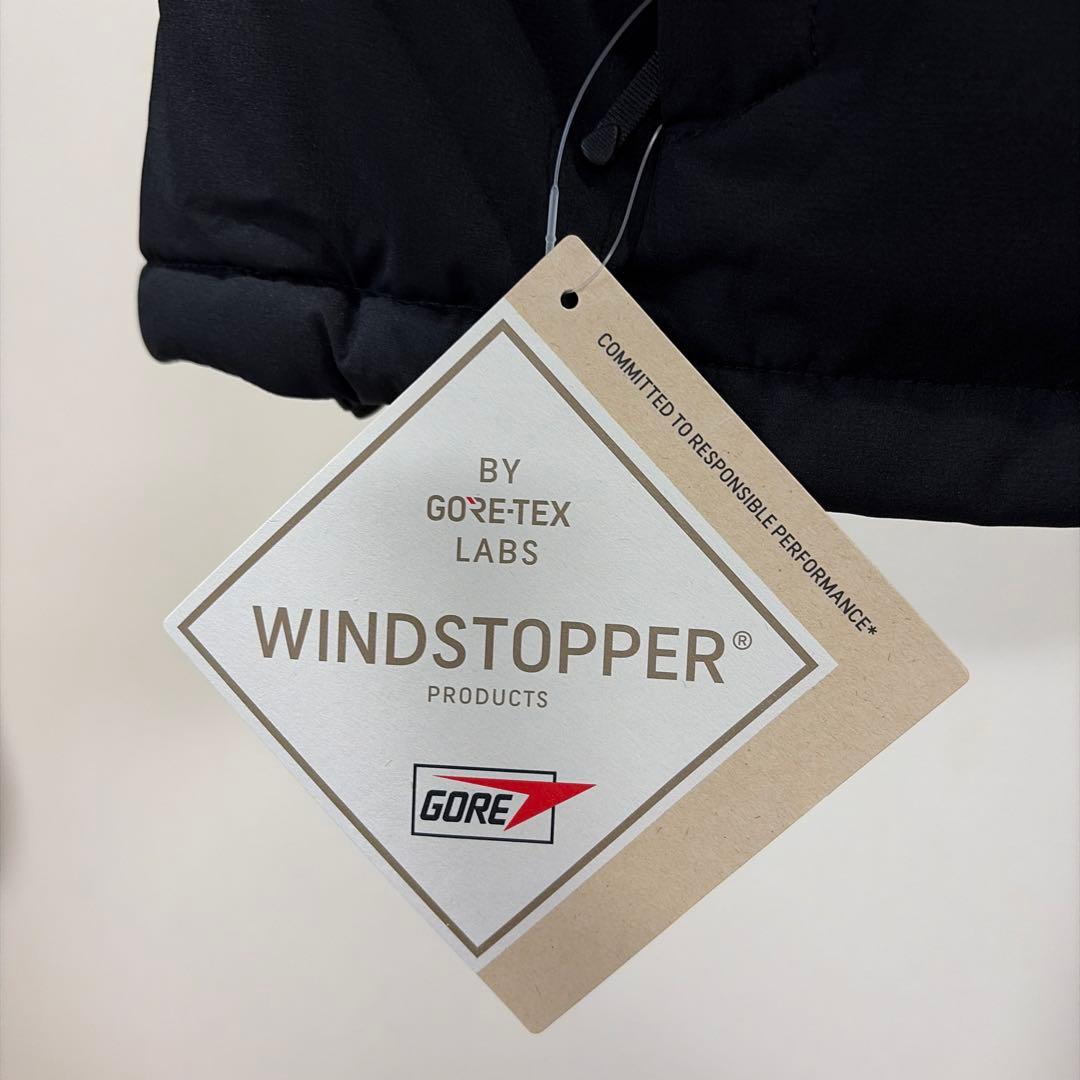 COMMITTED TO RESPONSIBLE PERFORMANCE*
BY
GORE-TEX
LABS
WINDSTOPPER®
PRODUCTS
GORE